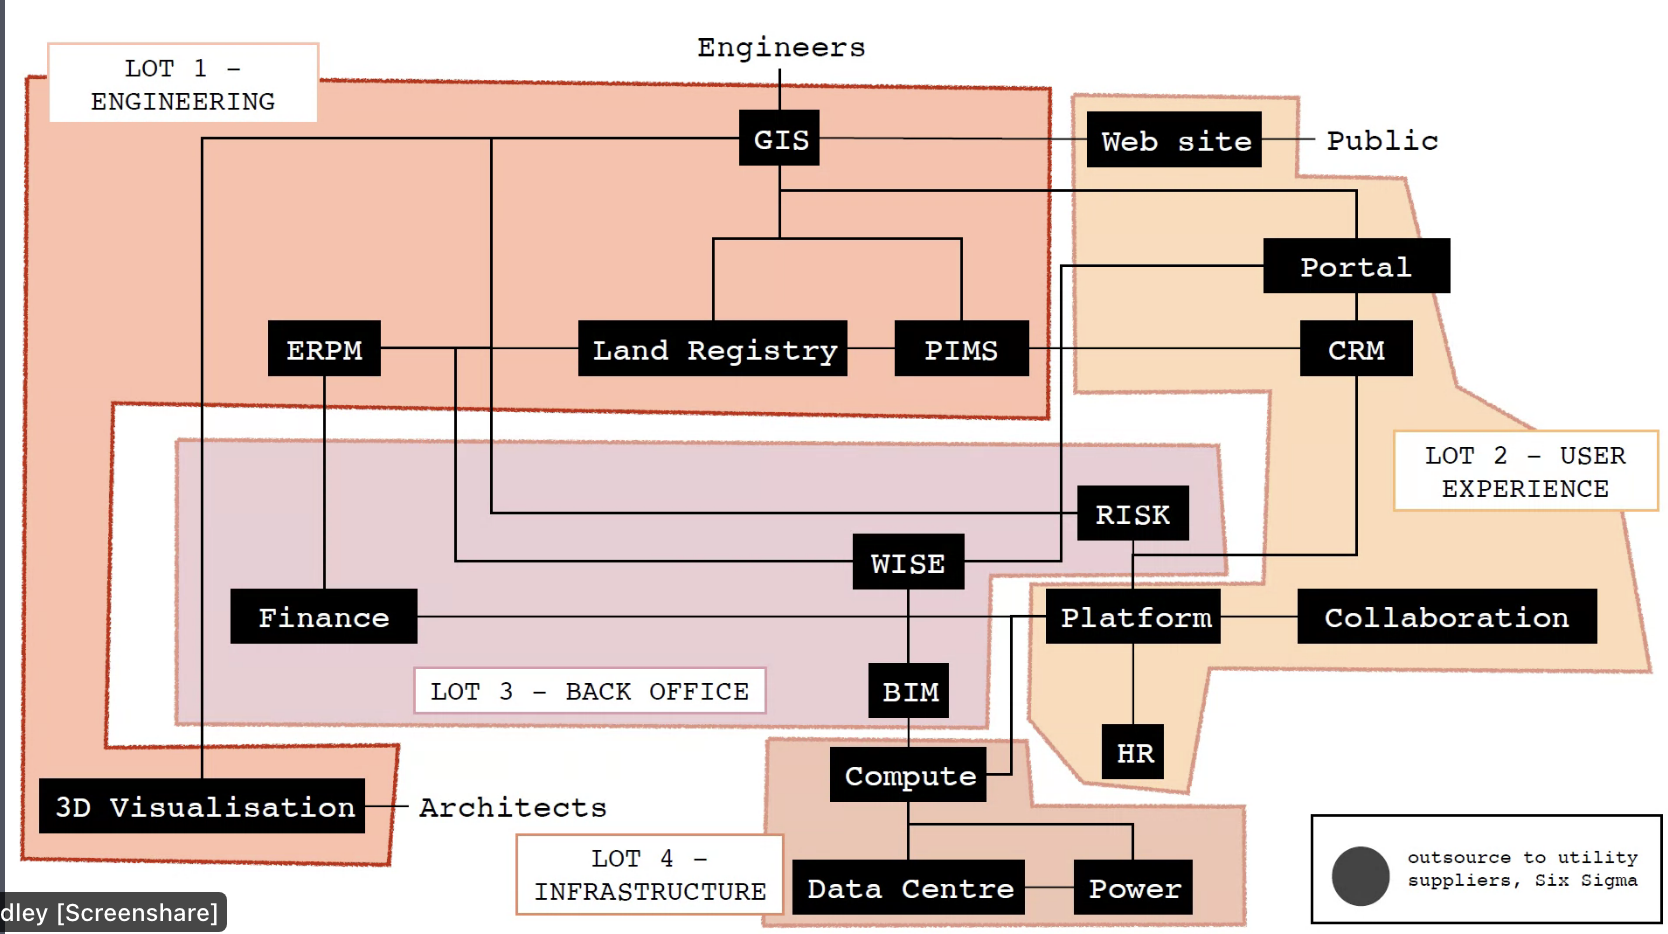 Engineers
LOT 1 –
ENGINEERING
GIS
Web site
Public
Portal
ERPM
Land Registry
PIMS
CRM
LOT 2 – USER
EXPERIENCE
RISK
WISE
Finance
Platform
Collaboration
LOT 3 – BACK OFFICE
BIM
HR
Compute
3D Visualisation
Architects
LOT 4 –
INFRASTRUCTURE
Data Centre
Power
outsource to utility
suppliers, Six Sigma
dley [Screenshare]